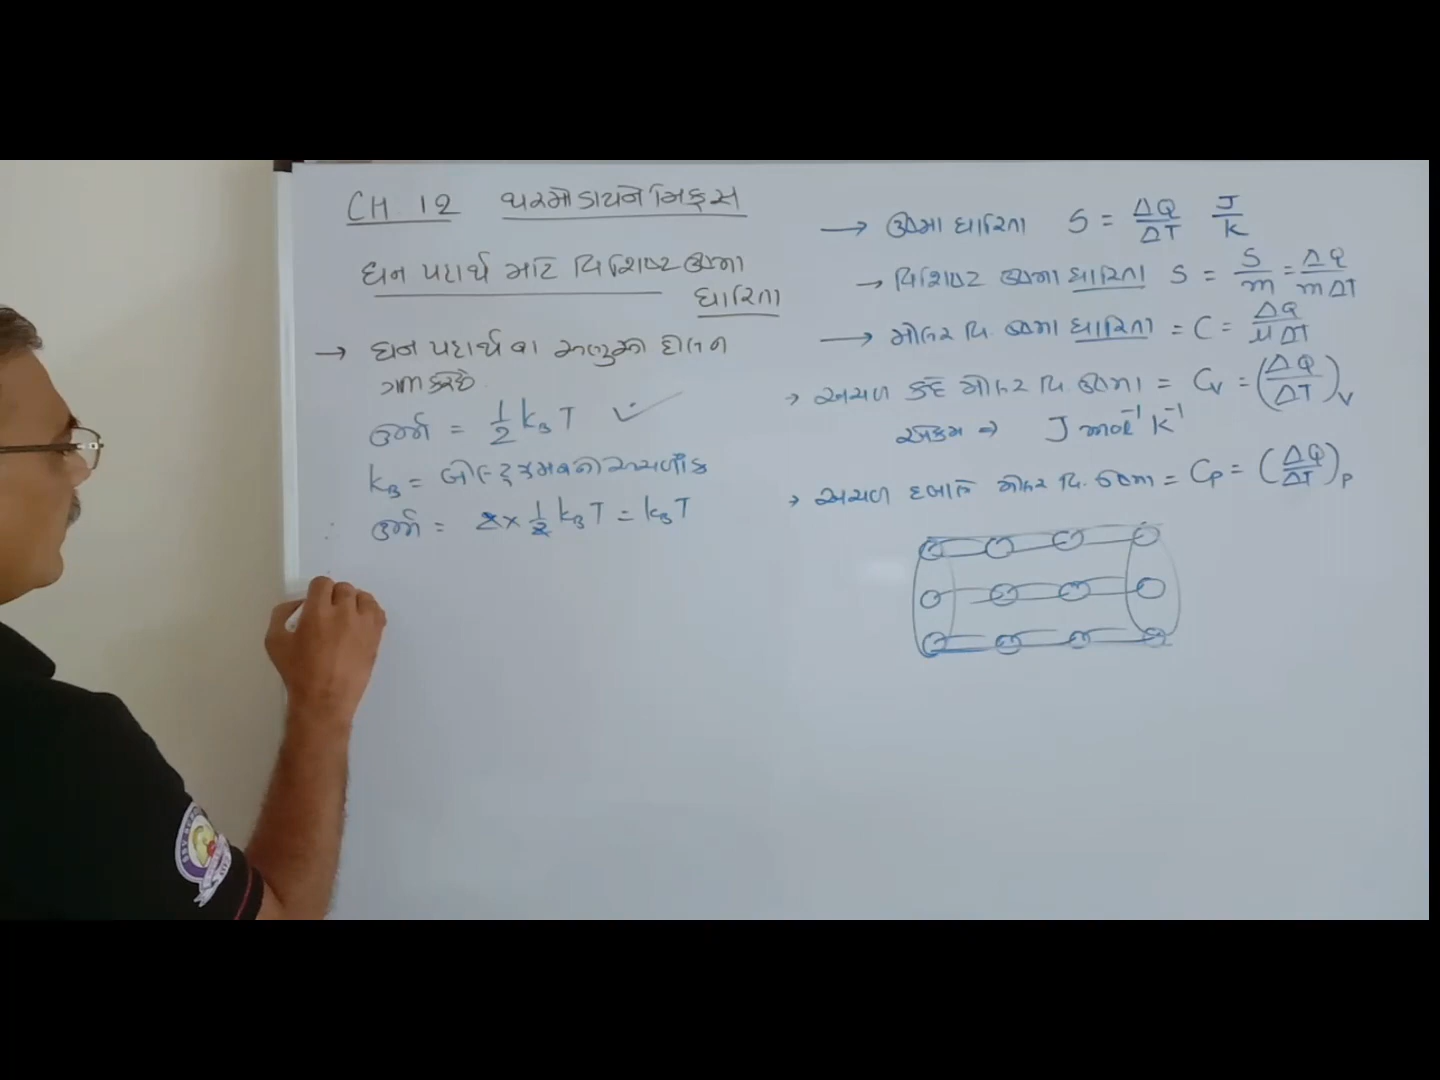 CH 12 થરમોડાયનેમિક્સ
ઘન પદાર્થ માટે વિશિષ્ટ ઉષ્મા
ધારિતા
→ ઘન પદાર્થ ના અણુઓ દોલન
ગતિ કરે છે.
ઉર્જા = 1/2 kB T ✓
kB = બોલ્ટ્ઝમેનનો અચળાંક
∴ ઉર્જા = 2 × 1/2 kB T = kB T
→ ઉષ્મા ધારિતા S = ΔQ/ΔT J/K
→ વિશિષ્ટ ઉષ્મા ધારિતા S = S/m = ΔQ/mΔT
→ મોલર વિ. ઉષ્મા ધારિતા = C = ΔQ/μΔT
→ અચળ કદે મોલર વિ. ઉષ્મા = Cv = (ΔQ/ΔT)v
એકમ ⇒ J mol⁻¹ K⁻¹
→ અચળ દબાણે મોલર વિ. ઉષ્મા = Cp = (ΔQ/ΔT)p